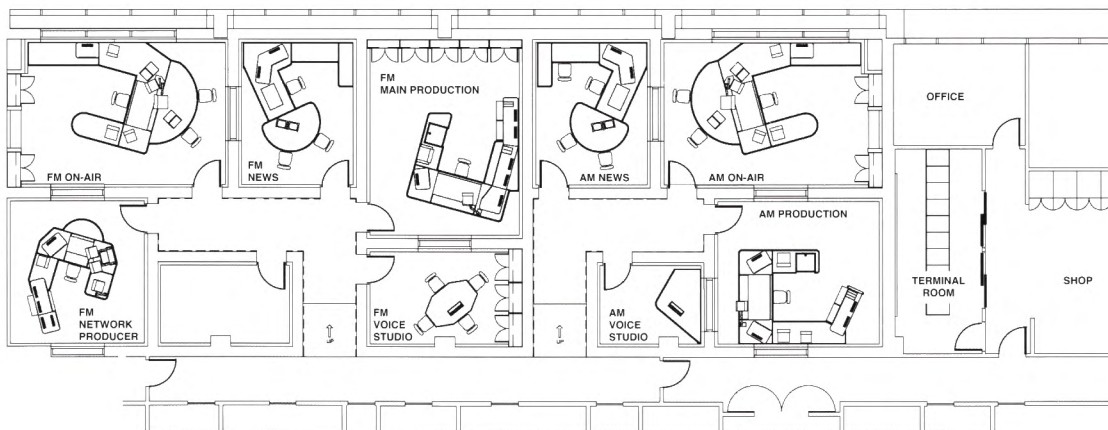 FM
MAIN PRODUCTION
OFFICE
FM ON-AIR
FM
NEWS
AM NEWS
AM ON-AIR
AM PRODUCTION
FM
NETWORK
PRODUCER
FM
VOICE
STUDIO
AM
VOICE
STUDIO
TERMINAL
ROOM
SHOP